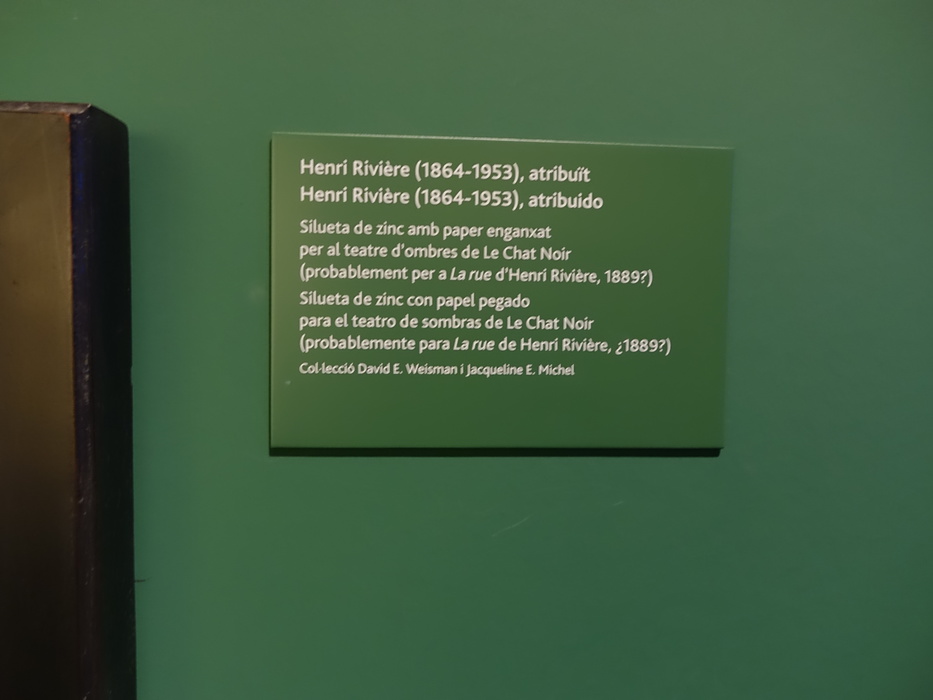 Henri Rivière (1864-1953), atribuït
Henri Rivière (1864-1953), atribuido
Silueta de zinc amb paper enganxat
per al teatre d'ombres de Le Chat Noir
(probablement per a La rue d'Henri Rivière, 1889?)
Silueta de zinc con papel pegado
para el teatro de sombras de Le Chat Noir
(probablemente para La rue de Henri Rivière, ¿1889?)
Col·lecció David E. Weisman i Jacqueline E. Michel